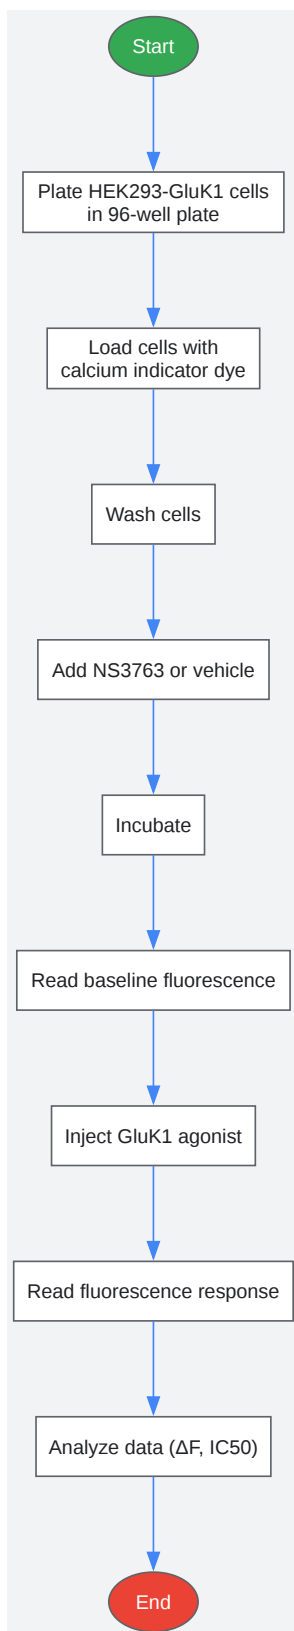 Start
Plate HEK293-GluK1 cells
in 96-well plate
Load cells with
calcium indicator dye
Wash cells
Add NS3763 or vehicle
Incubate
Read baseline fluorescence
Inject GluK1 agonist
Read fluorescence response
Analyze data (ΔF, IC50)
End